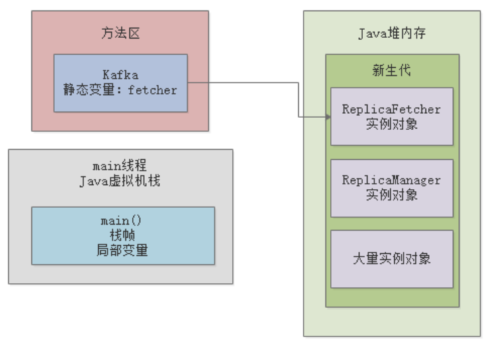 方法区
Kafka
静态变量：fetcher
main线程
Java虚拟机栈
main()
栈帧
局部变量
Java堆内存
新生代
ReplicaFetcher
实例对象
ReplicaManager
实例对象
大量实例对象